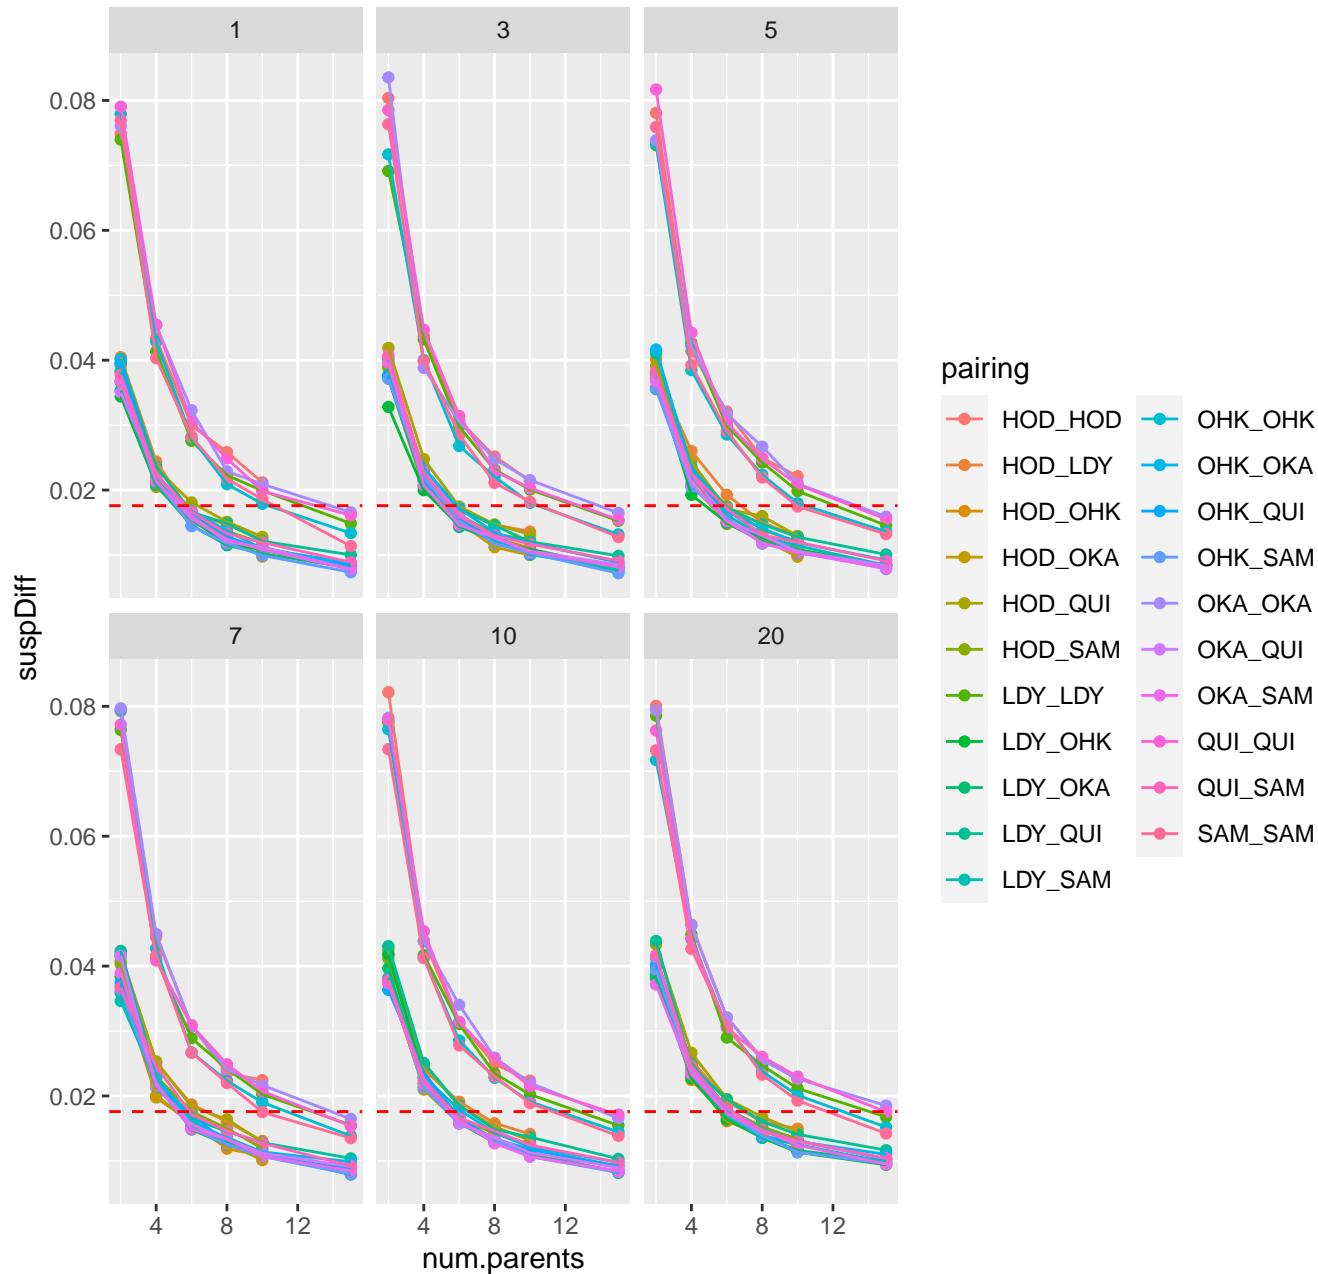 1
3
5
0.08
0.06
0.04
0.02
7
10
20
0.08
0.06
0.04
0.02
4
8
12
4
8
12
4
8
12
num.parents
suspDiff
pairing
HOD_HOD
HOD_LDY
HOD_OHK
HOD_OKA
HOD_QUI
HOD_SAM
LDY_LDY
LDY_OHK
LDY_OKA
LDY_QUI
LDY_SAM
OHK_OHK
OHK_OKA
OHK_QUI
OHK_SAM
OKA_OKA
OKA_QUI
OKA_SAM
QUI_QUI
QUI_SAM
SAM_SAM